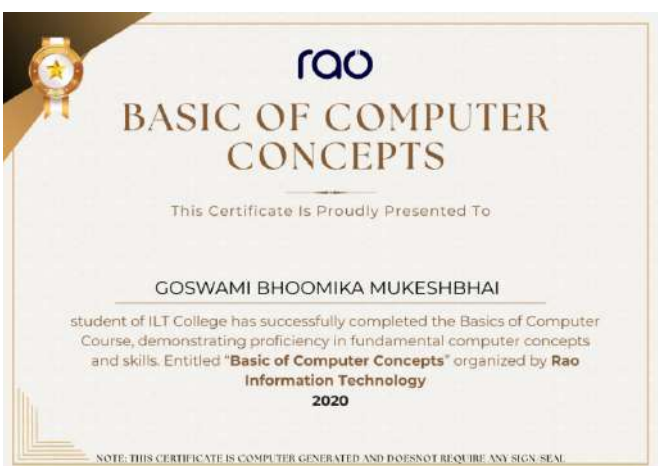 rao
BASIC OF COMPUTER
CONCEPTS
This Certificate Is Proudly Presented To
GOSWAMI BHOOMIKA MUKESHBHAI
student of ILT College has successfully completed the Basics of Computer
Course, demonstrating proficiency in fundamental computer concepts
and skills. Entitled "Basic of Computer Concepts" organized by Rao
Information Technology
2020
NOTE: THIS CERTIFICATE IS COMPUTER GENERATED AND DOESNOT REQUIRE ANY SIGN/SEAL